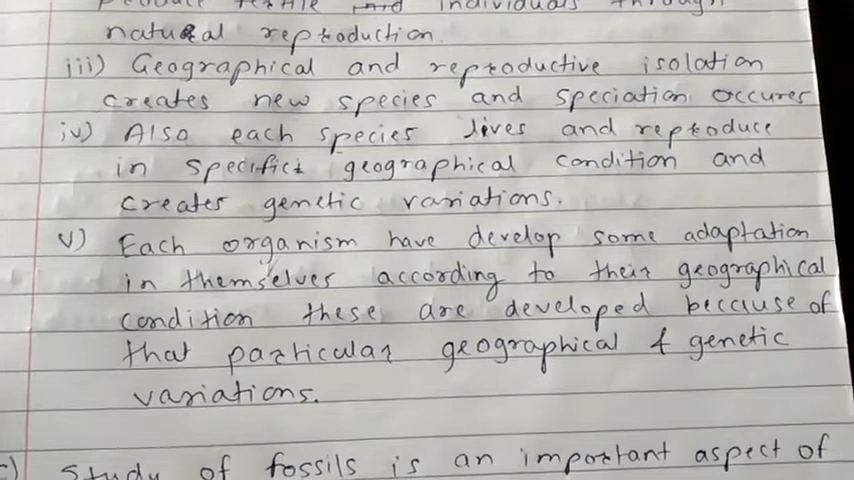 individuals through
natural reproduction.
iii) Geographical and reproductive isolation
creates new species and speciation occures
iv) Also each species lives and reproduce
in specific geographical condition and
creates genetic variations.
v) Each organism have develop some adaptation
in themselves according to their geographical
condition these are developed because of
that particular geographical & genetic
variations.
Study of fossils is an important aspect of